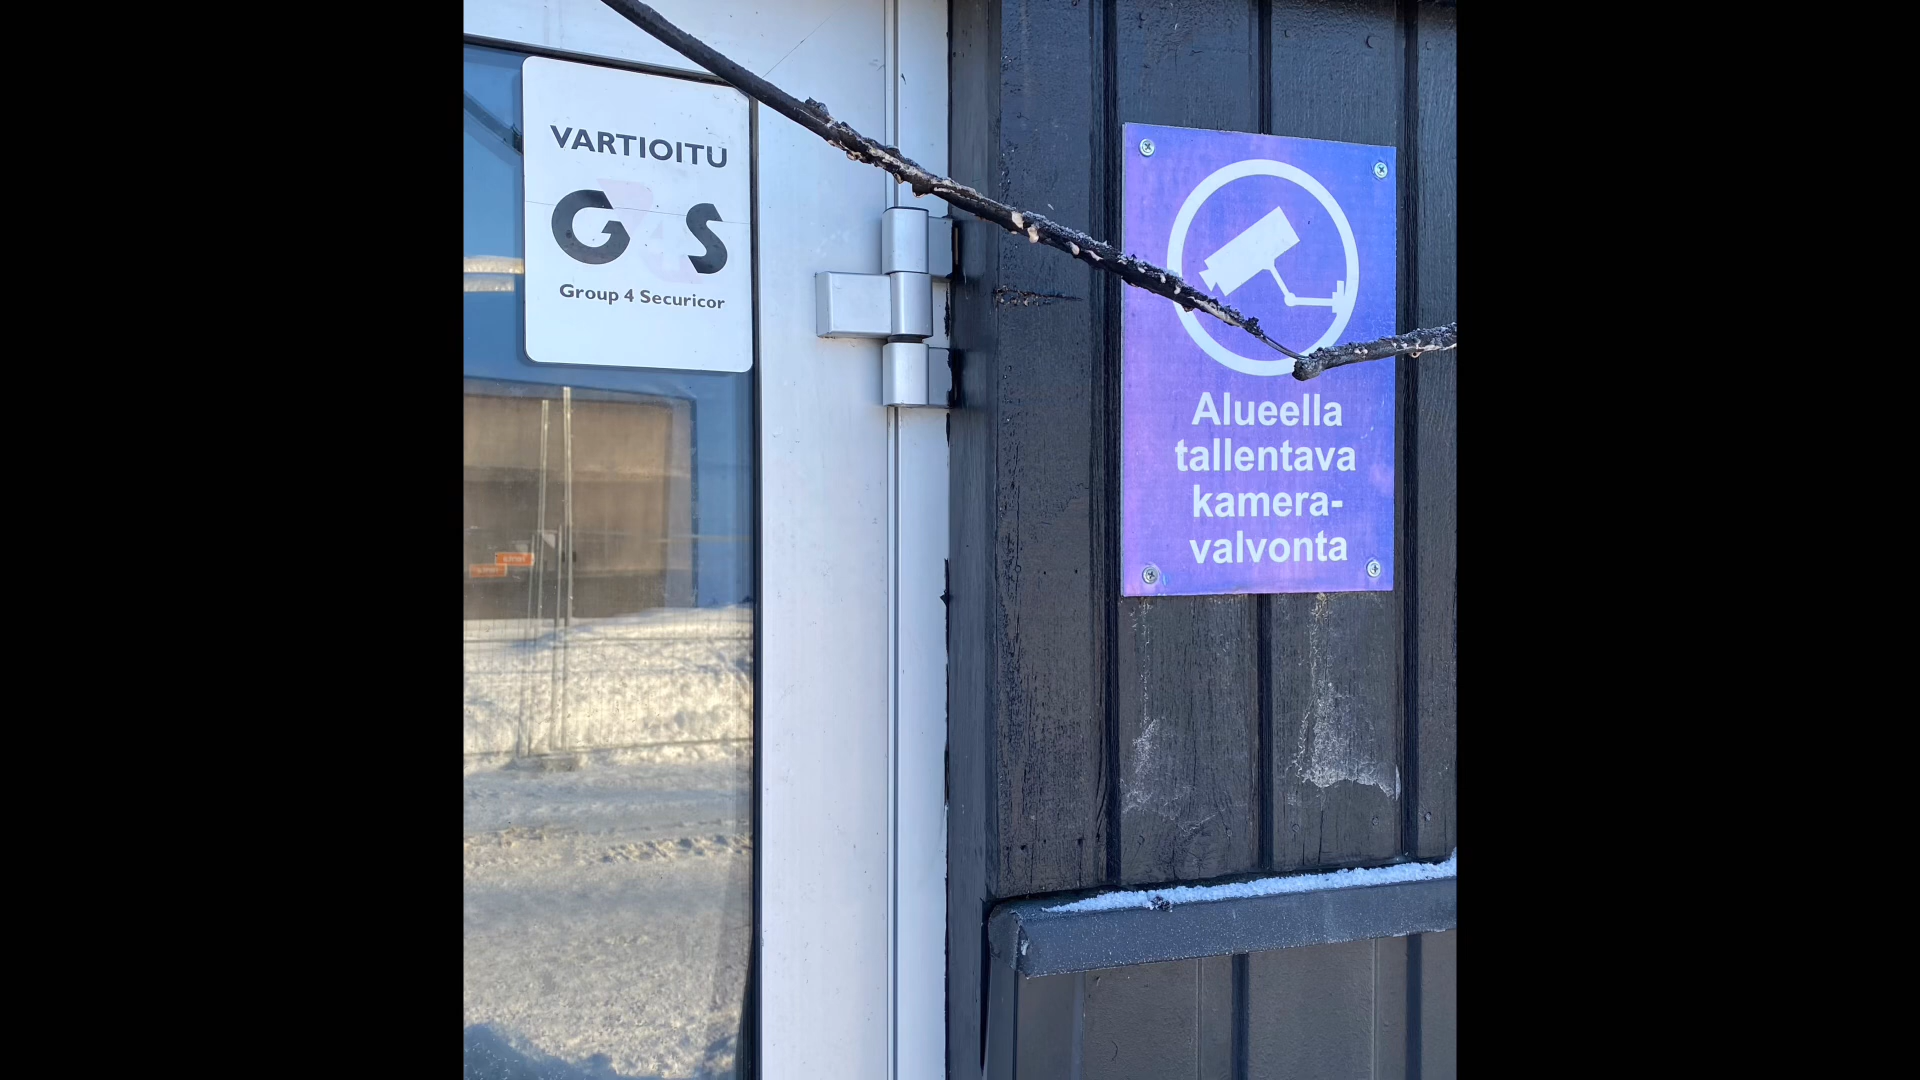 VARTIOITU
G4S
Group 4 Securicor
Alueella
tallentava
kamera-
valvonta